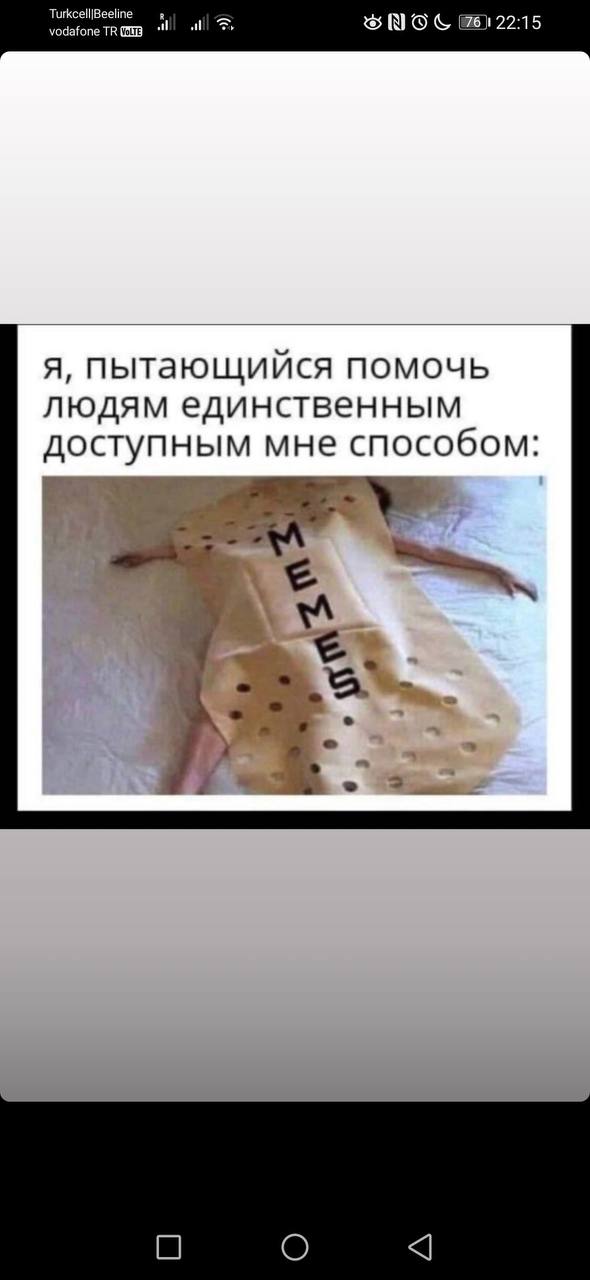 Turkcell|Beeline
vodafone TR VoLTE
R
76 22:15
я, пытающийся помочь
людям единственным
доступным мне способом:
MEMES